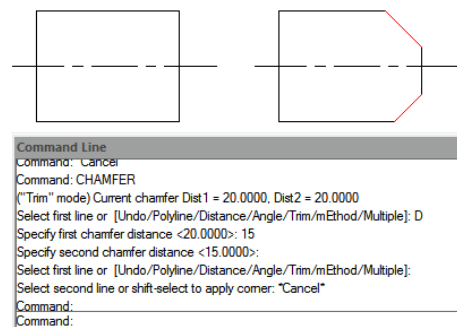 Command Line
Command: *Cancel*
Command: CHAMFER
("Trim" mode) Current chamfer Dist1 = 20.0000, Dist2 = 20.0000
Select first line or  [Undo/Polyline/Distance/Angle/Trim/mEthod/Multiple]: D
Specify first chamfer distance <20.0000>: 15
Specify second chamfer distance <15.0000>:
Select first line or  [Undo/Polyline/Distance/Angle/Trim/mEthod/Multiple]:
Select second line or shift-select to apply corner: *Cancel*
Command:
Command: